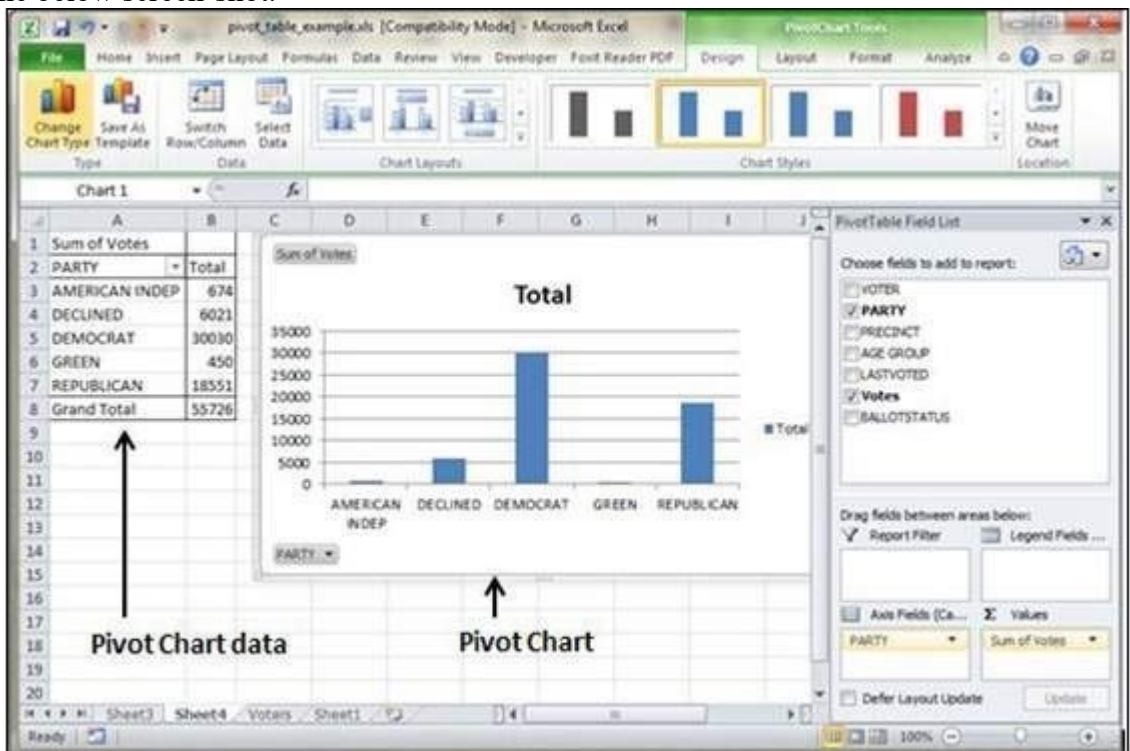 pivot_table_example.xls [Compatibility Mode] - Microsoft Excel
PivotChart Tools
File Home Insert Page Layout Formulas Data Review View Developer Foxit Reader PDF Design Layout Format Analyze
Change Chart Type
Save As Template
Switch Row/Column
Select Data
Move Chart
Type
Data
Chart Layouts
Chart Styles
Location
Chart 1
fx
A B C D E F G H I J
1 Sum of Votes
2 PARTY Total
3 AMERICAN INDEP 674
4 DECLINED 6021
5 DEMOCRAT 30030
6 GREEN 450
7 REPUBLICAN 18551
8 Grand Total 55726
9
10
11
12
13
14
15
16
17
18
19
20
Sum of Votes
Total
35000
30000
25000
20000
15000
10000
5000
0
AMERICAN INDEP
DECLINED
DEMOCRAT
GREEN
REPUBLICAN
Total
PARTY
Pivot Chart data
Pivot Chart
PivotTable Field List
Choose fields to add to report:
VOTER
PARTY
PRECINCT
AGE GROUP
LASTVOTED
Votes
BALLOTSTATUS
Drag fields between areas below:
Report Filter
Legend Fields ...
Axis Fields (Ca...
Σ Values
PARTY
Sum of Votes
Defer Layout Update
Update
Sheet3 Sheet4 Voters Sheet1
Ready
100%